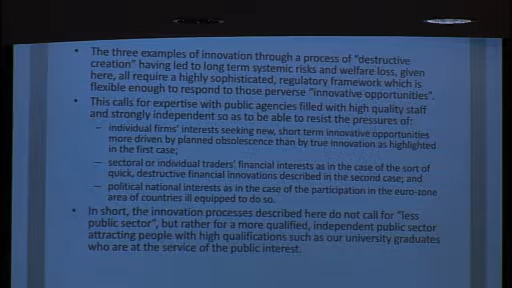 • The three examples of innovation through a process of "destructive
creation" having led to long term systemic risks and welfare loss, given
here, all require a highly sophisticated, regulatory framework which is
flexible enough to respond to those perverse "innovative opportunities".
• This calls for expertise with public agencies filled with high quality staff
and strongly independent so as to be able to resist the pressures of:
– individual firms' interests seeking new, short term innovative opportunities
more driven by planned obsolescence than by true innovation as highlighted
in the first case;
– sectoral or individual traders' financial interests as in the case of the sort of
quick, destructive financial innovations described in the second case; and
– political national interests as in the case of the participation in the euro-zone
area of countries ill equipped to do so.
• In short, the innovation processes described here do not call for "less
public sector", but rather for a more qualified, independent public sector
attracting people with high qualifications such as our university graduates
who are at the service of the public interest.